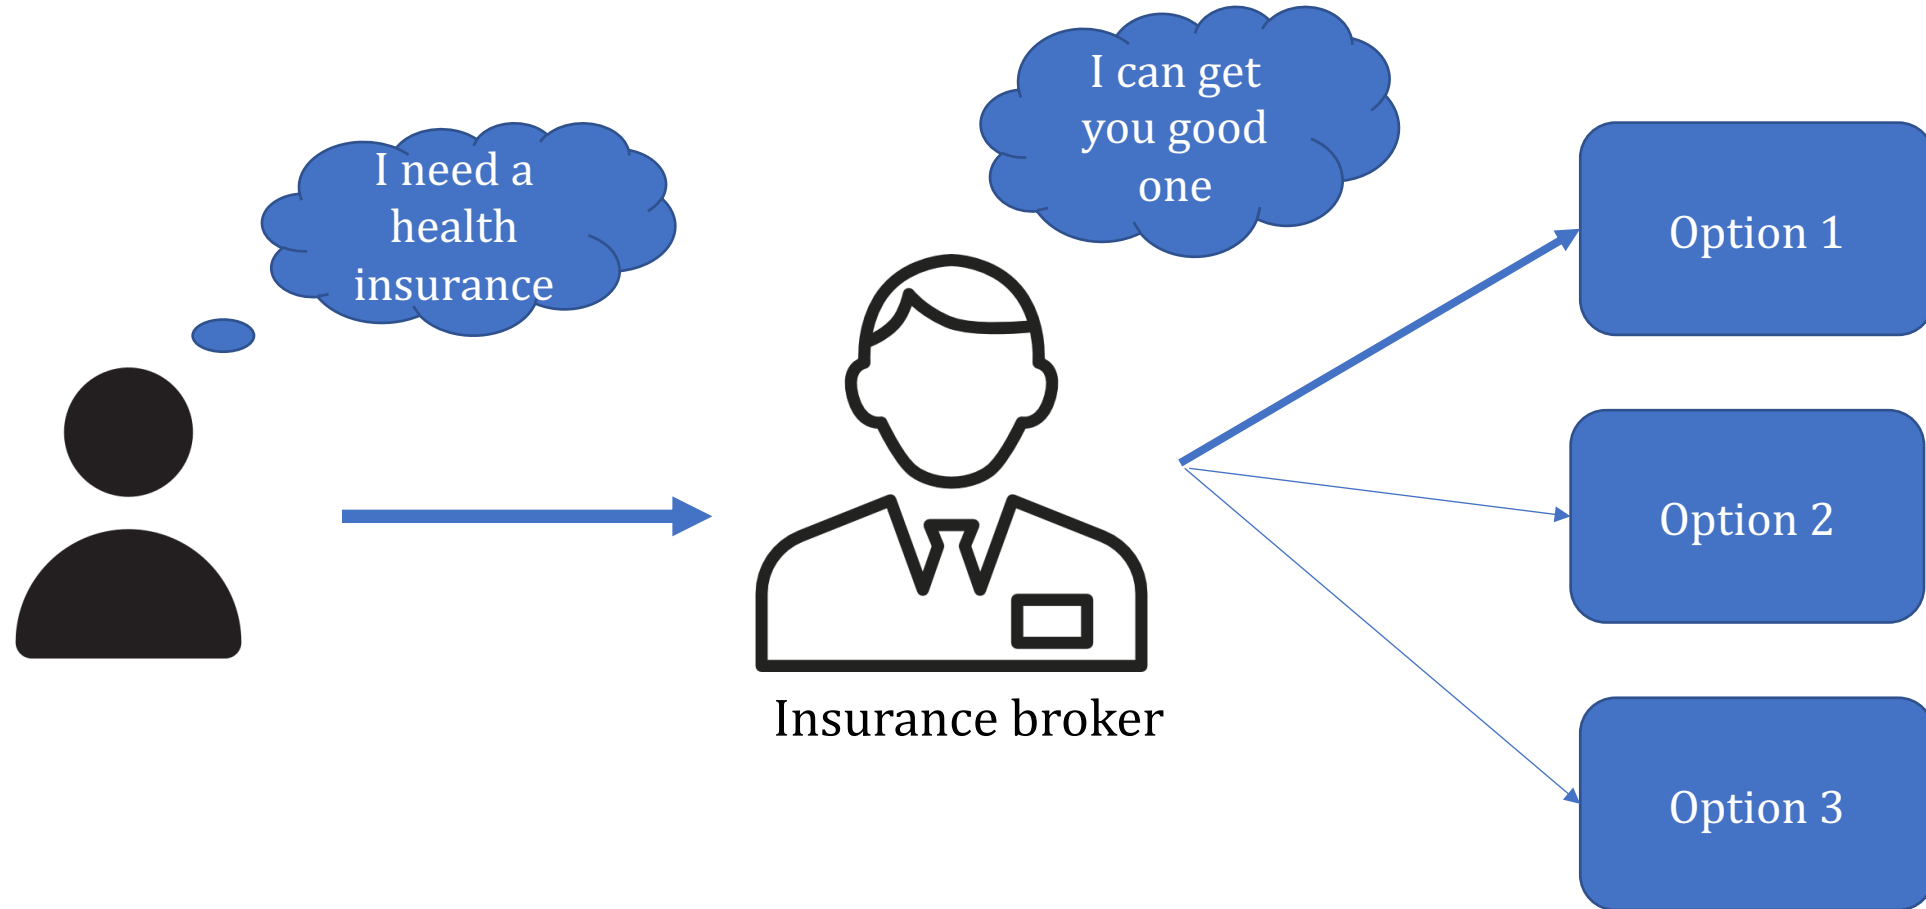 I need a
health
insurance
I can get
you good
one
Insurance broker
Option 1
Option 2
Option 3